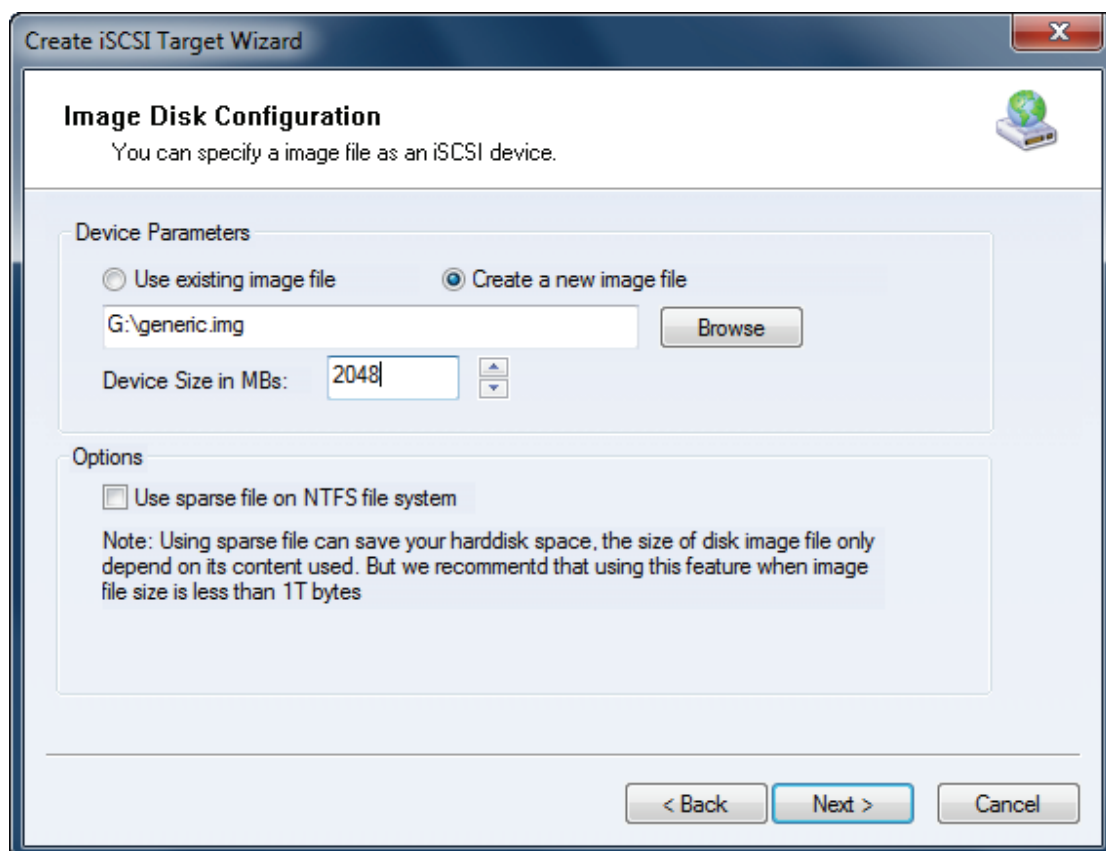 Create iSCSI Target Wizard
Image Disk Configuration
You can specify a image file as an iSCSI device.
Device Parameters
Use existing image file
Create a new image file
G:\generic.img
Browse
Device Size in MBs:
2048
Options
Use sparse file on NTFS file system
Note: Using sparse file can save your harddisk space, the size of disk image file only
depend on its content used. But we recommentd that using this feature when image
file size is less than 1T bytes
< Back
Next >
Cancel